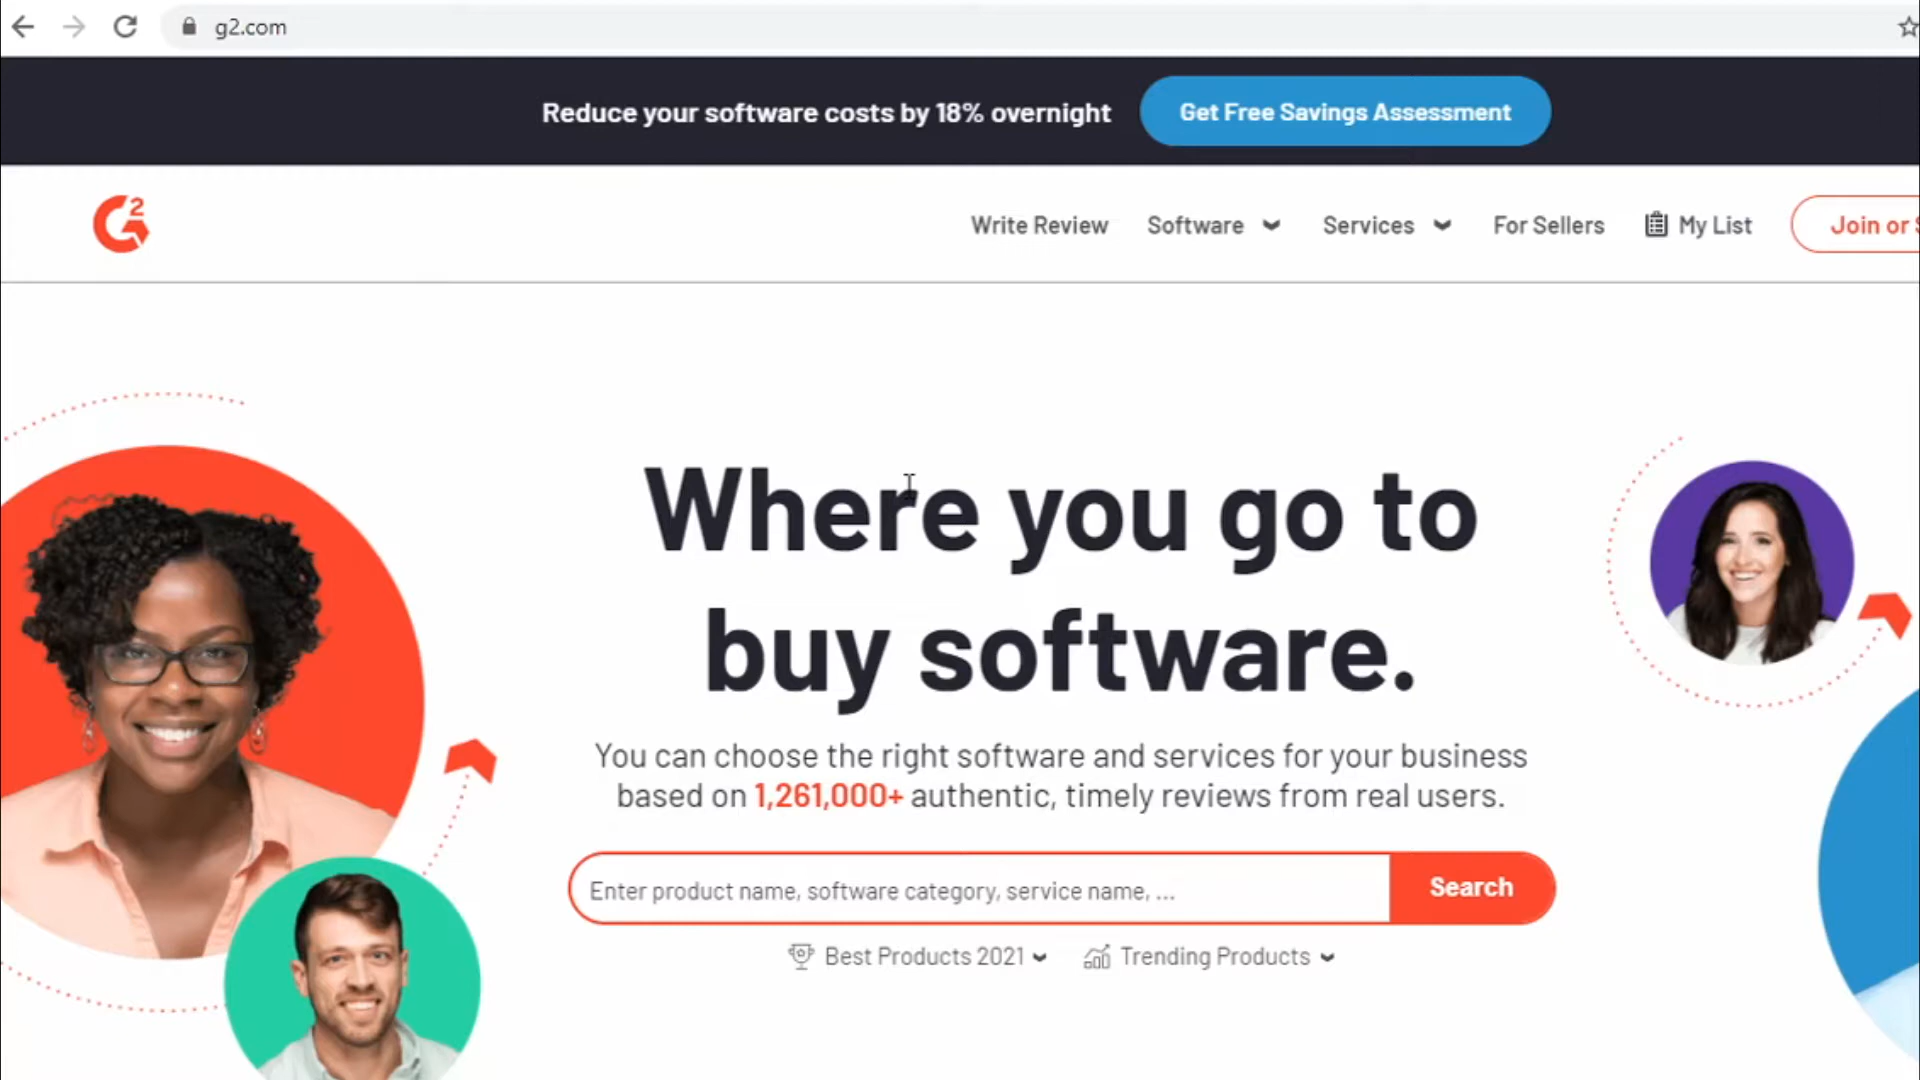 g2.com
Reduce your software costs by 18% overnight
Get Free Savings Assessment
G2
Write Review
Software
Services
For Sellers
My List
Join or
Where you go to
buy software.
You can choose the right software and services for your business
based on 1,261,000+ authentic, timely reviews from real users.
Enter product name, software category, service name, ...
Search
Best Products 2021
Trending Products